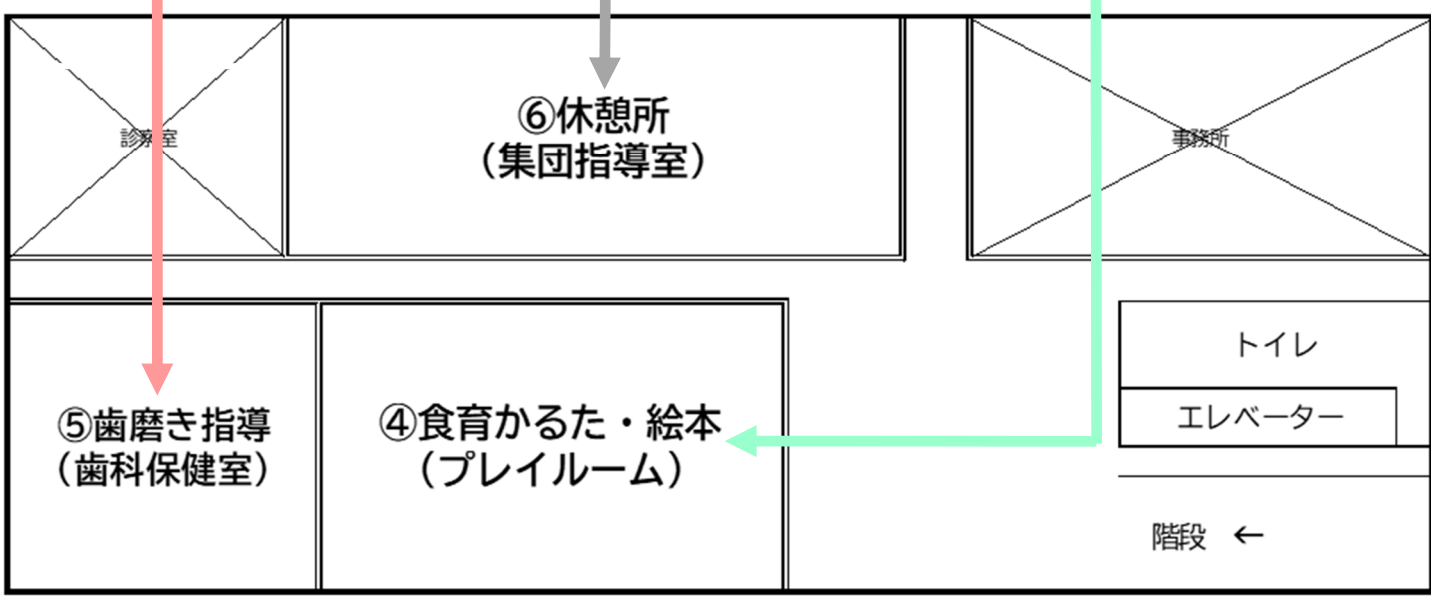 診察室
⑥休憩所
（集団指導室）
事務所
⑤歯磨き指導
（歯科保健室）
④食育かるた・絵本
（プレイルーム）
トイレ
エレベーター
階段 ←